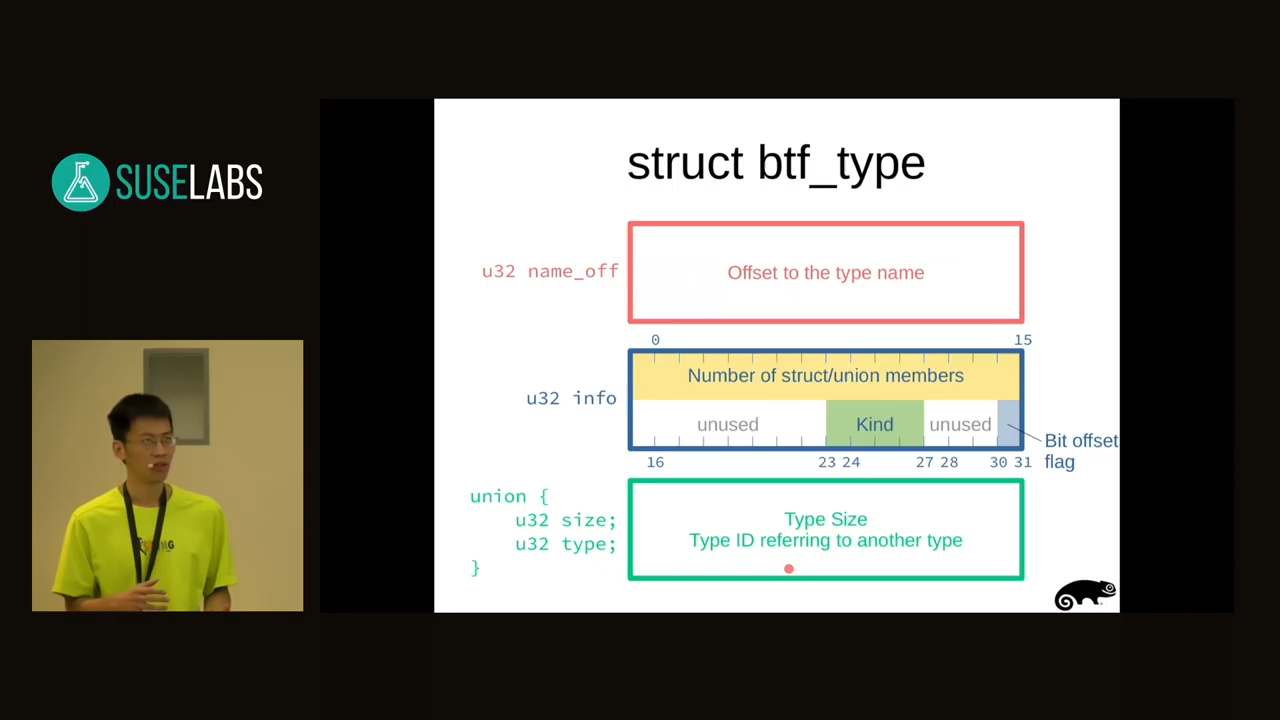 SUSELABS
struct btf_type
u32 name_off
Offset to the type name
0 15
u32 info
Number of struct/union members
unused Kind unused
Bit offset
flag
16 23 24 27 28 30 31
union {
u32 size;
u32 type;
}
Type Size
Type ID referring to another type